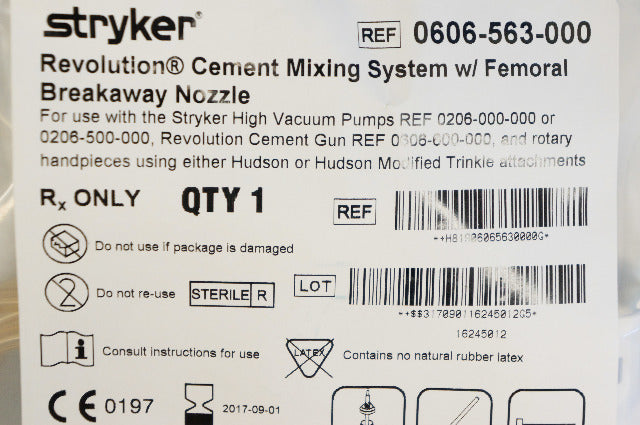 stryker®
REF 0606-563-000
Revolution® Cement Mixing System w/ Femoral
Breakaway Nozzle
For use with the Stryker High Vacuum Pumps REF 0206-000-000 or
0206-500-000, Revolution Cement Gun REF 0306-600-000, and rotary
handpieces using either Hudson or Hudson Modified Trinkle attachments
Rx ONLY QTY 1
REF
Do not use if package is damaged
2 Do not re-use STERILE R
LOT
16245012
i Consult instructions for use
LATEX Contains no natural rubber latex
CE 0197 2017-09-01